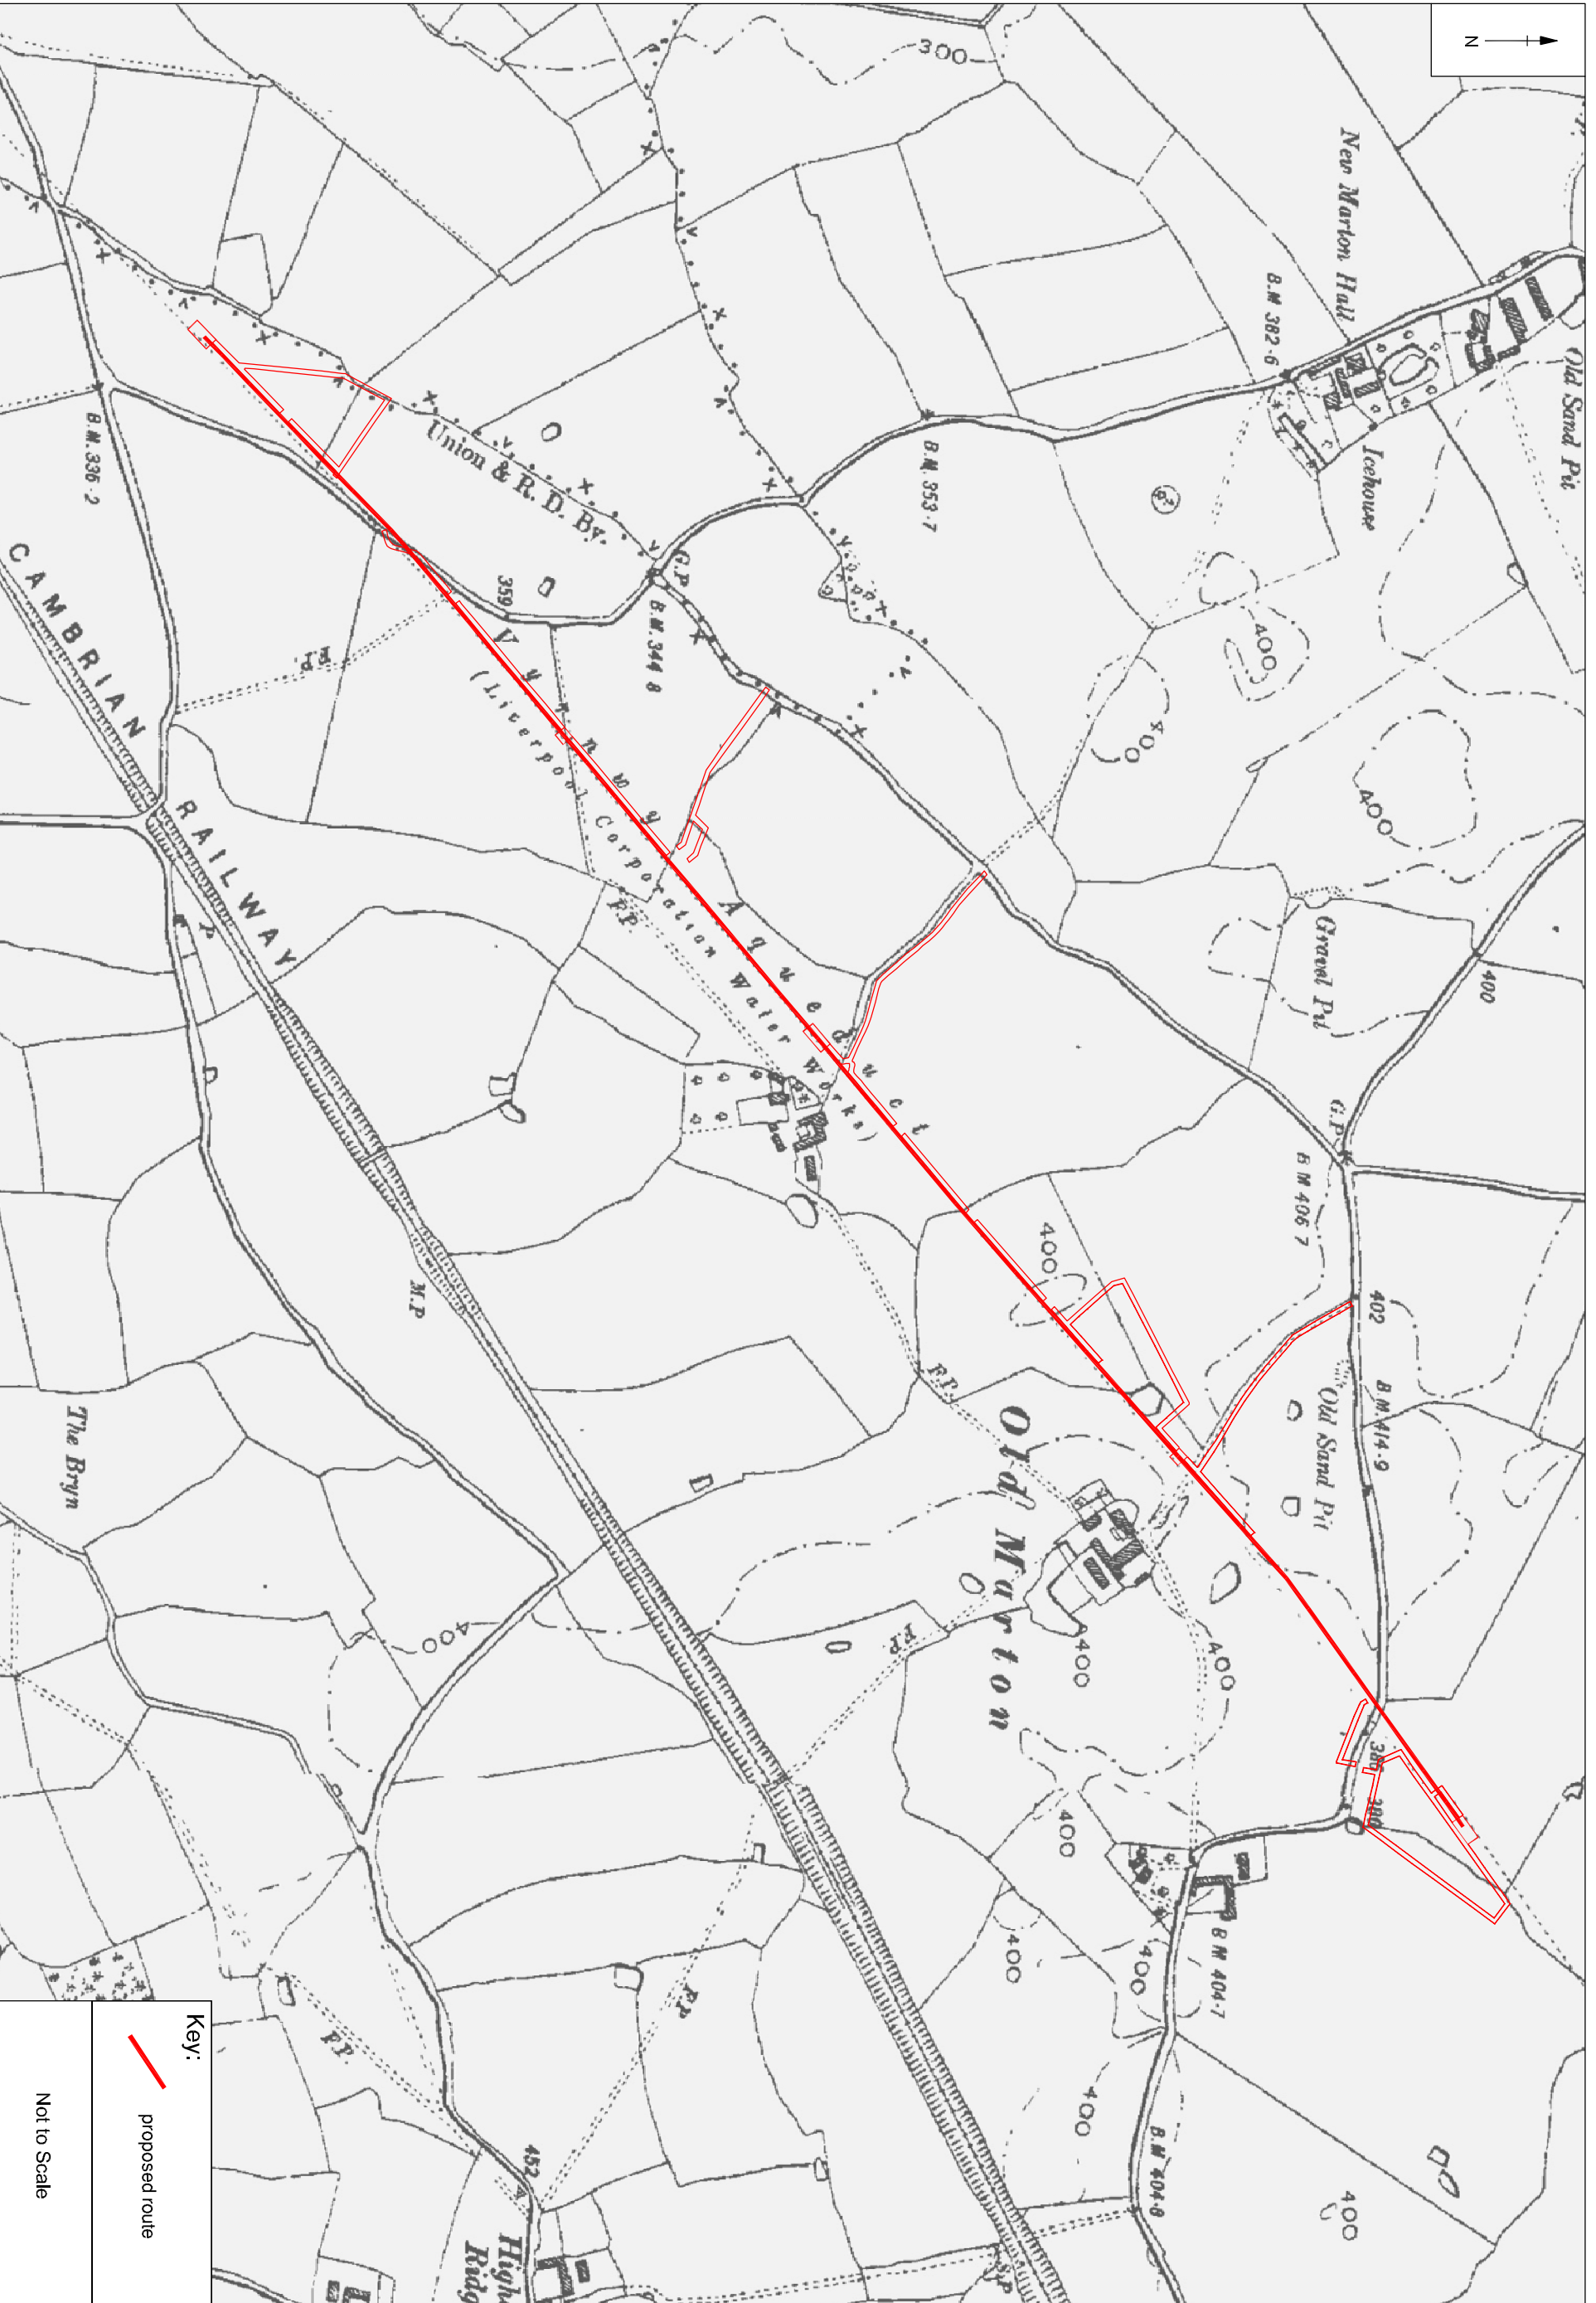 N
Old Sand Pit
New Marton Hall
Icehouse
B.M 382·6
300
B.M. 353·7
400
400
400
Gravel Pit
400
G.P.
B M 406·7
402
B.M. 414·9
Old Sand Pit
Union & R. D. By.
G.P.
B.M. 344·8
359
B.M. 336·2
F.P.
Vyrnwy Aqueduct
(Liverpool Corporation Water Works)
F.P.
CAMBRIAN RAILWAY
P
M.P
400
F.P.
Old Marton
400
400
F.P.
386
380
400
400
400
B M 404·7
400
B.M 404·8
400
The Bryn
400
F.P.
F.P.
452
S.P
Key:
proposed route
Not to Scale